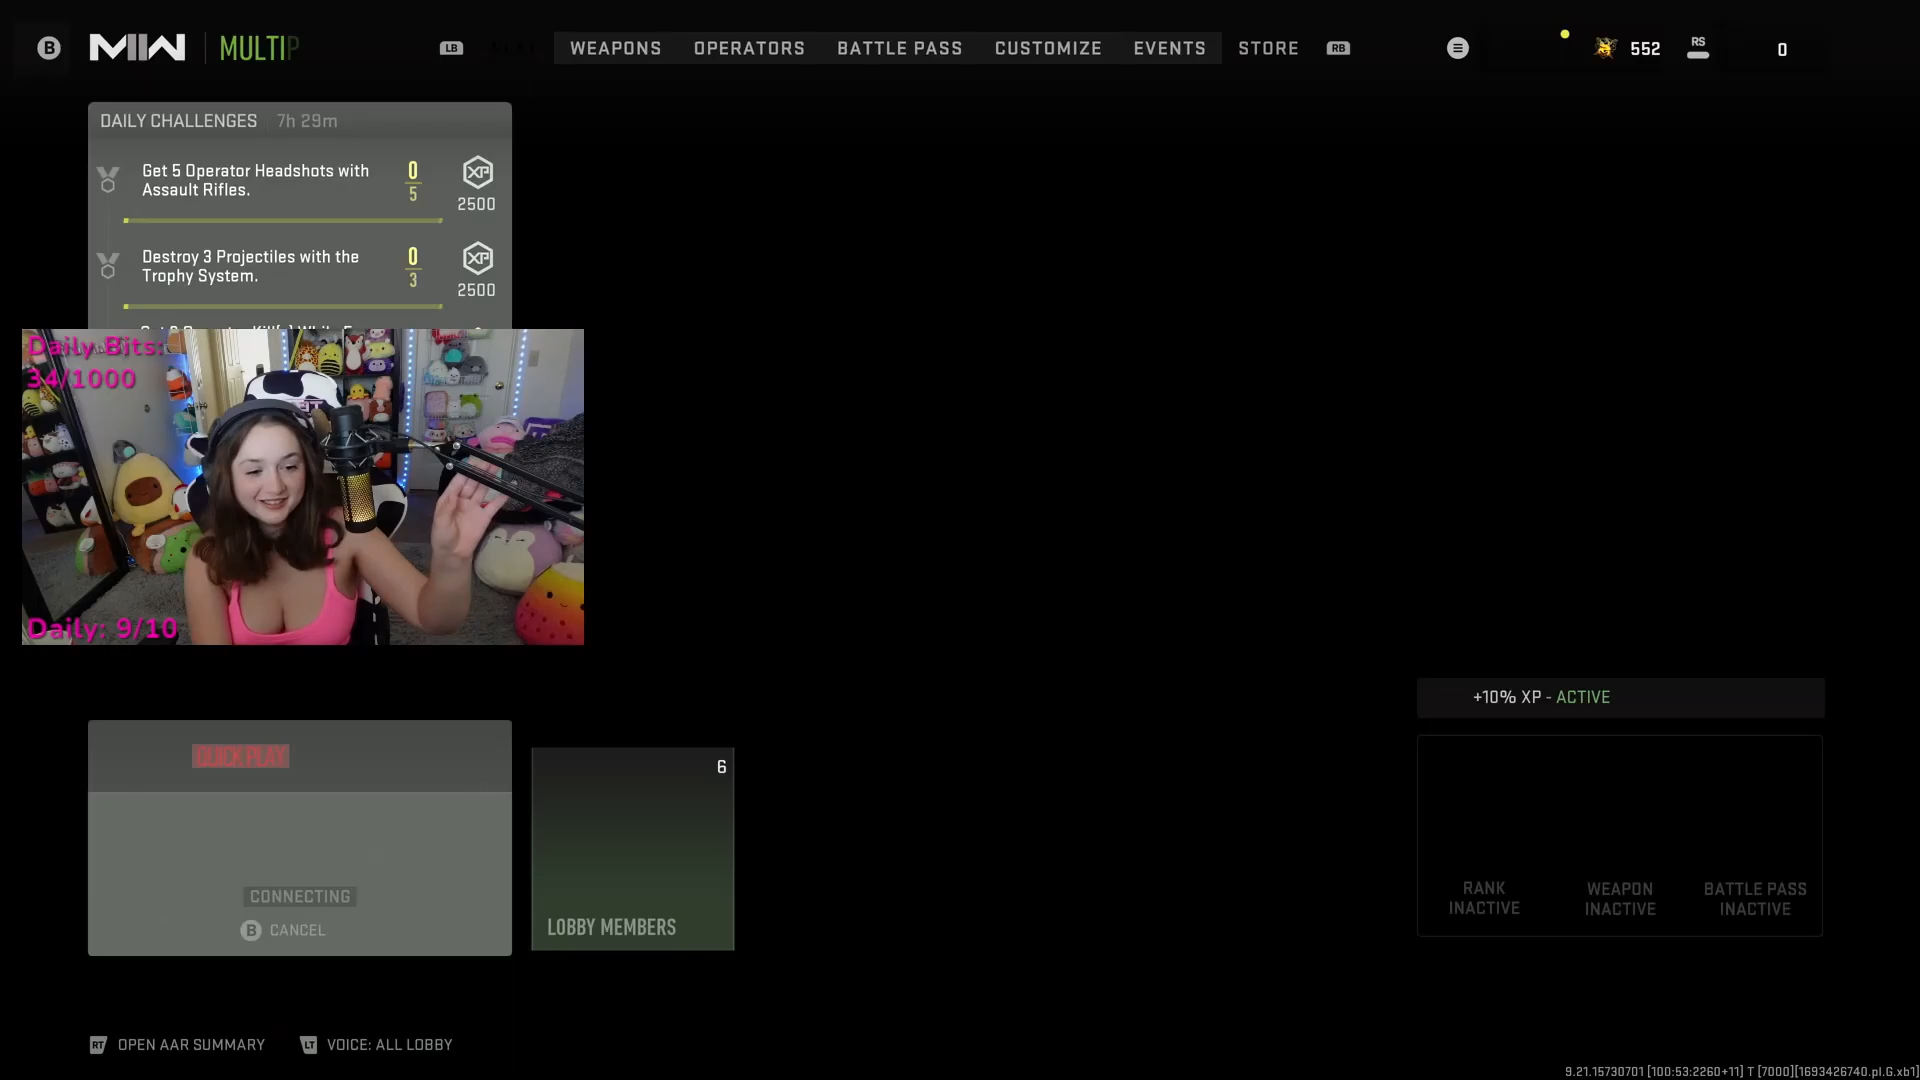 B MW MULTIP LB WEAPONS OPERATORS BATTLE PASS CUSTOMIZE EVENTS STORE RB 552 RS 0
DAILY CHALLENGES 7h 29m
Get 5 Operator Headshots with
Assault Rifles.
0
5
XP
2500
Destroy 3 Projectiles with the
Trophy System.
0
3
XP
2500
Daily Bits:
34/1000
Daily: 9/10
+10% XP - ACTIVE
QUICK PLAY
CONNECTING
B CANCEL
6
LOBBY MEMBERS
RANK
INACTIVE
WEAPON
INACTIVE
BATTLE PASS
INACTIVE
RT OPEN AAR SUMMARY LT VOICE: ALL LOBBY
9.21.15730701 [100:53:2260+11] T [7000][1693426740.pl.G.xb1]